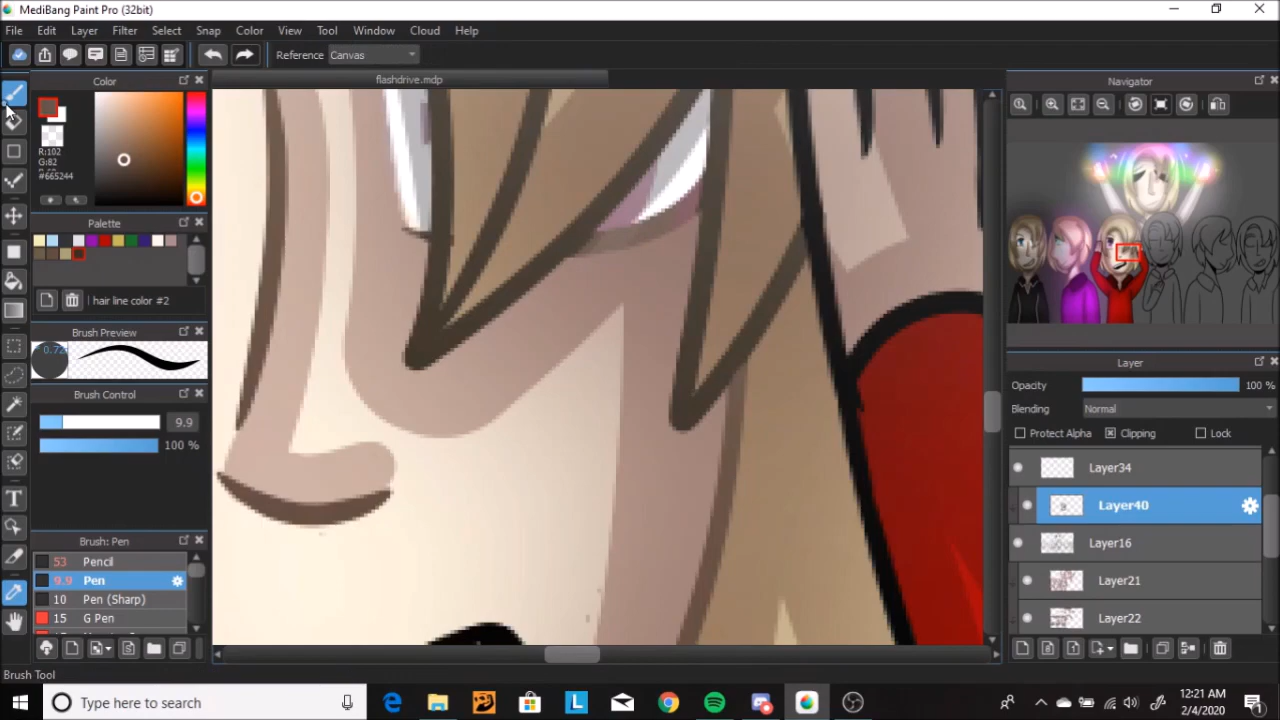 MediBang Paint Pro (32bit)
File Edit Layer Filter Select Snap Color View Tool Window Cloud Help
Reference Canvas
Color
flashdrive.mdp
Navigator
R:102
G:82
#665244
Palette
hair line color #2
Brush Preview
Brush Control
9.9
100 %
Layer
Opacity 100 %
Blending Normal
Protect Alpha Clipping Lock
Layer34
Layer40
Layer16
Layer21
Layer22
Brush: Pen
53 Pencil
9.9 Pen
10 Pen (Sharp)
15 G Pen
Brush Tool
Type here to search
12:21 AM
2/4/2020